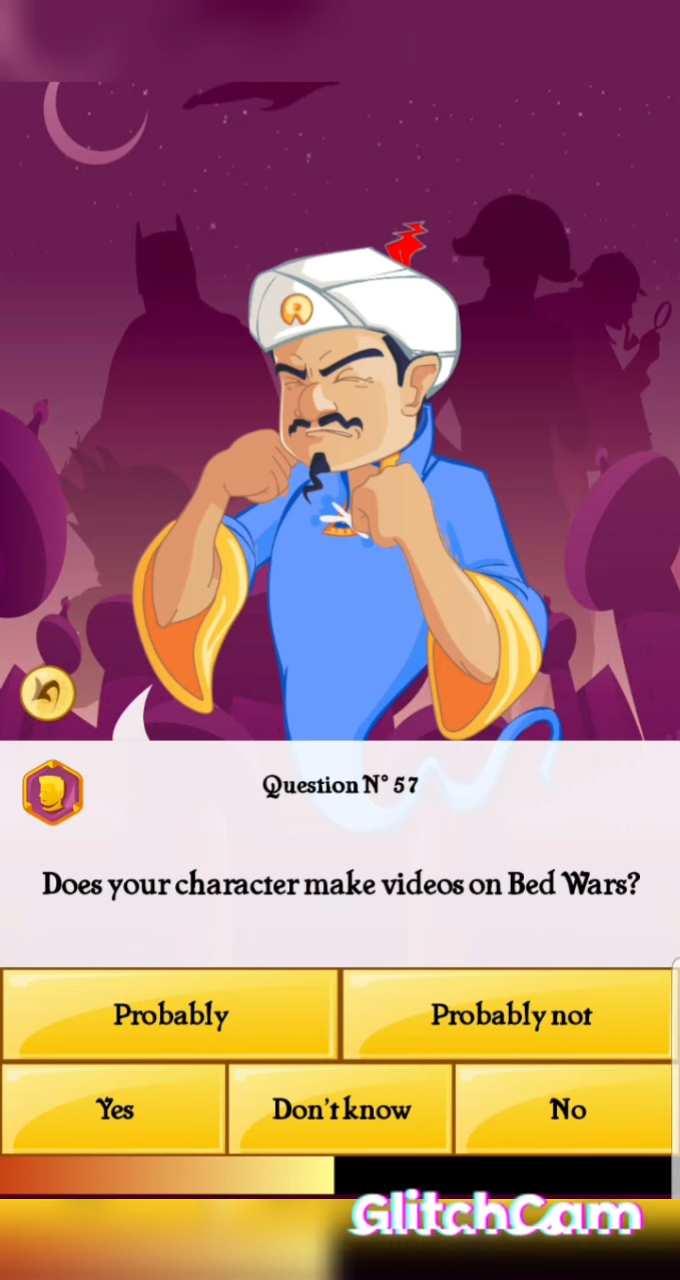 Question N° 57
Does your character make videos on Bed Wars?
Probably
Probably not
Yes
Don't know
No
GlitchCam